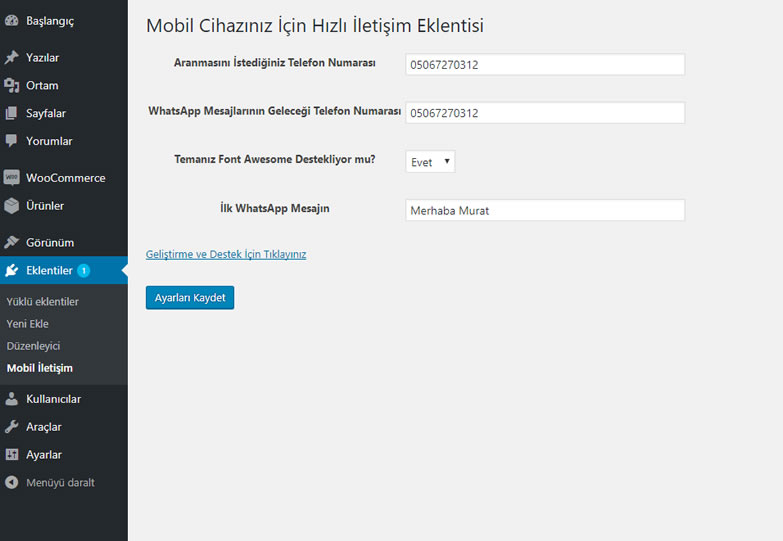 Başlangıç
Yazılar
Ortam
Sayfalar
Yorumlar
WooCommerce
Ürünler
Görünüm
Eklentiler 1
Yüklü eklentiler
Yeni Ekle
Düzenleyici
Mobil İletişim
Kullanıcılar
Araçlar
Ayarlar
Menüyü daralt
Mobil Cihazınız İçin Hızlı İletişim Eklentisi
Aranmasını İstediğiniz Telefon Numarası 05067270312
WhatsApp Mesajlarının Geleceği Telefon Numarası 05067270312
Temanız Font Awesome Destekliyor mu? Evet
İlk WhatsApp Mesajın Merhaba Murat
Geliştirme ve Destek İçin Tıklayınız
Ayarları Kaydet